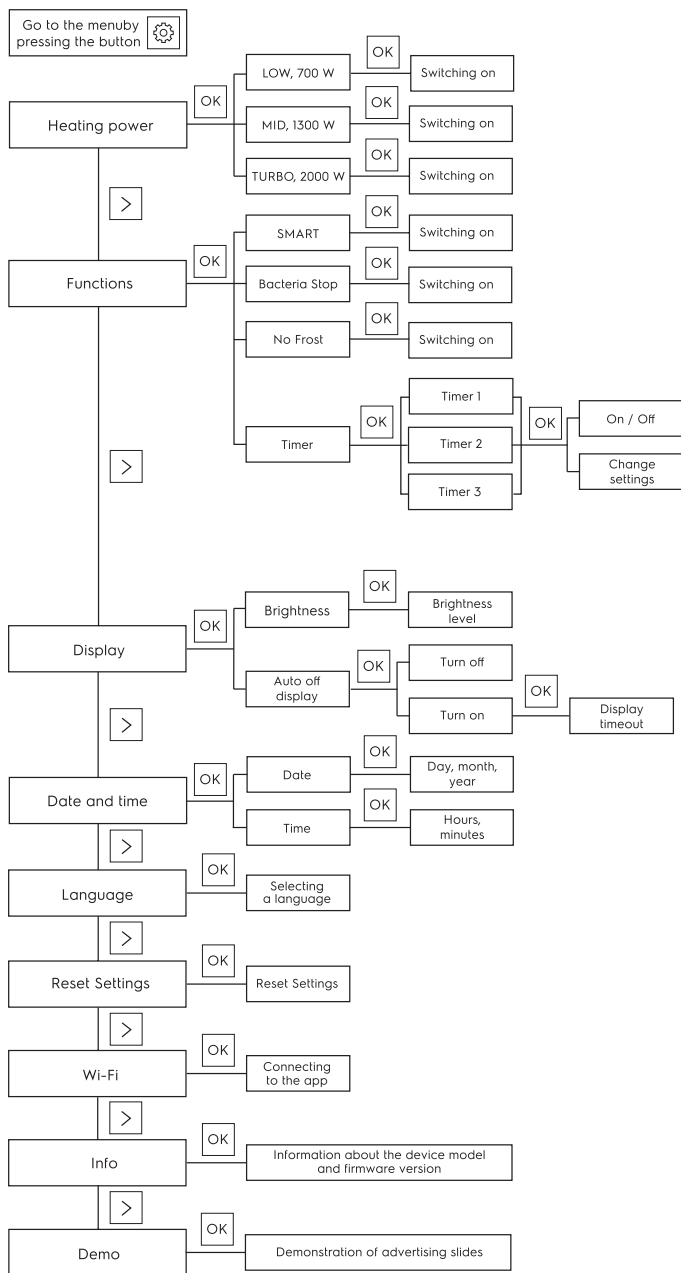 Go to the menuby
pressing the button
Heating power
OK
LOW, 700 W
OK
Switching on
MID, 1300 W
OK
Switching on
TURBO, 2000 W
OK
Switching on
>
Functions
OK
SMART
OK
Switching on
Bacteria Stop
OK
Switching on
No Frost
OK
Switching on
Timer
OK
Timer 1
Timer 2
Timer 3
OK
On / Off
Change
settings
>
Display
OK
Brightness
OK
Brightness
level
Auto off
display
OK
Turn off
Turn on
OK
Display
timeout
>
Date and time
OK
Date
OK
Day, month,
year
Time
OK
Hours,
minutes
>
Language
OK
Selecting
a language
>
Reset Settings
OK
Reset Settings
>
Wi-Fi
OK
Connecting
to the app
>
Info
OK
Information about the device model
and firmware version
>
Demo
OK
Demonstration of advertising slides